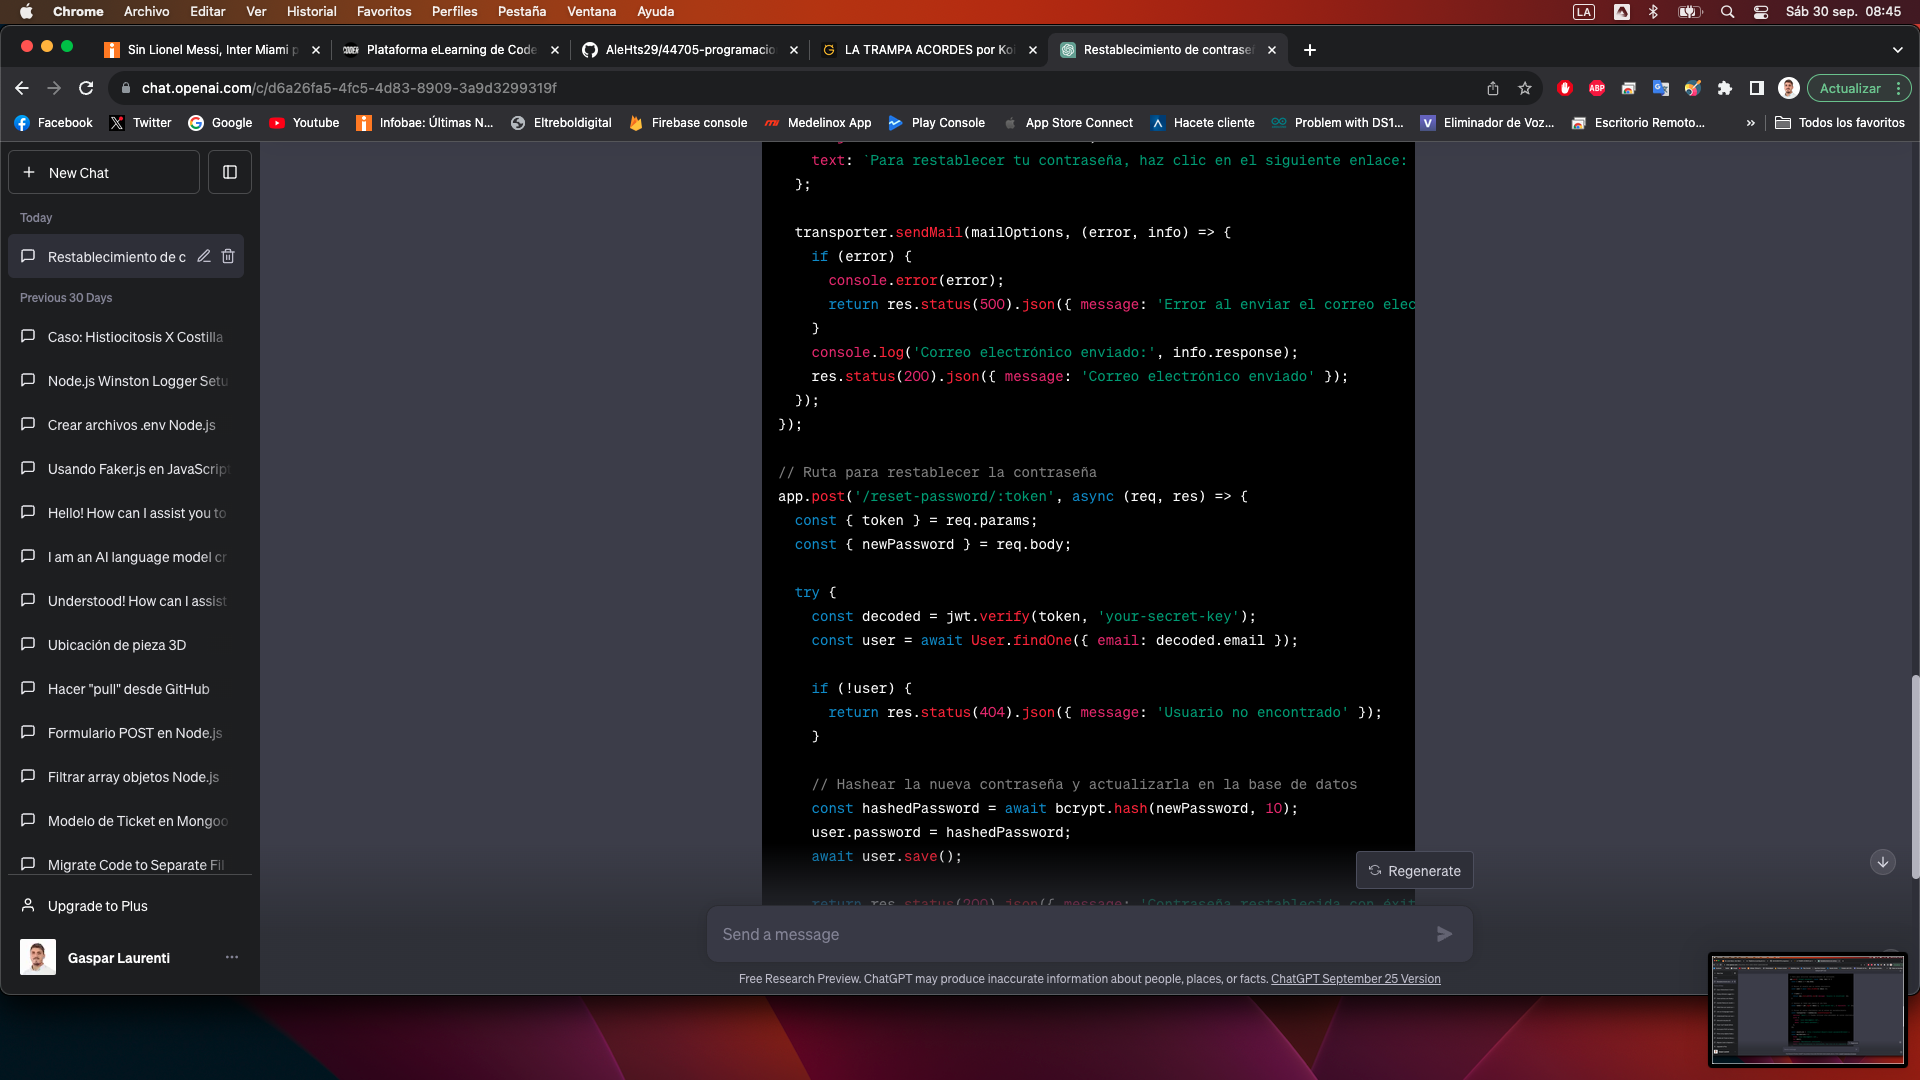 Chrome Archivo Editar Ver Historial Favoritos Perfiles Pestaña Ventana Ayuda LA Sáb 30 sep. 08:45
Sin Lionel Messi, Inter Miami p Plataforma eLearning de Code AleHts29/44705-programacio LA TRAMPA ACORDES por Koi Restablecimiento de contrase
chat.openai.com/c/d6a26fa5-4fc5-4d83-8909-3a9d3299319f ABP Actualizar
Facebook Twitter Google Youtube Infobae: Últimas N... Eltreboldigital Firebase console Medelinox App Play Console App Store Connect Hacete cliente Problem with DS1... Eliminador de Voz... Escritorio Remoto... » Todos los favoritos
New Chat
Today
Restablecimiento de c
Previous 30 Days
Caso: Histiocitosis X Costilla
Node.js Winston Logger Setu
Crear archivos .env Node.js
Usando Faker.js en JavaScript
Hello! How can I assist you to
I am an AI language model cr
Understood! How can I assist
Ubicación de pieza 3D
Hacer "pull" desde GitHub
Formulario POST en Node.js
Filtrar array objetos Node.js
Modelo de Ticket en Mongoo
Migrate Code to Separate Fil
Upgrade to Plus
Gaspar Laurenti
text: `Para restablecer tu contraseña, haz clic en el siguiente enlace:
};
transporter.sendMail(mailOptions, (error, info) => {
if (error) {
console.error(error);
return res.status(500).json({ message: 'Error al enviar el correo elec
}
console.log('Correo electrónico enviado:', info.response);
res.status(200).json({ message: 'Correo electrónico enviado' });
});
});
// Ruta para restablecer la contraseña
app.post('/reset-password/:token', async (req, res) => {
const { token } = req.params;
const { newPassword } = req.body;
try {
const decoded = jwt.verify(token, 'your-secret-key');
const user = await User.findOne({ email: decoded.email });
if (!user) {
return res.status(404).json({ message: 'Usuario no encontrado' });
}
// Hashear la nueva contraseña y actualizarla en la base de datos
const hashedPassword = await bcrypt.hash(newPassword, 10);
user.password = hashedPassword;
await user.save();
return res.status(200).json({ message: 'Contraseña restablecida con éxit
Regenerate
Send a message
Free Research Preview. ChatGPT may produce inaccurate information about people, places, or facts. ChatGPT September 25 Version